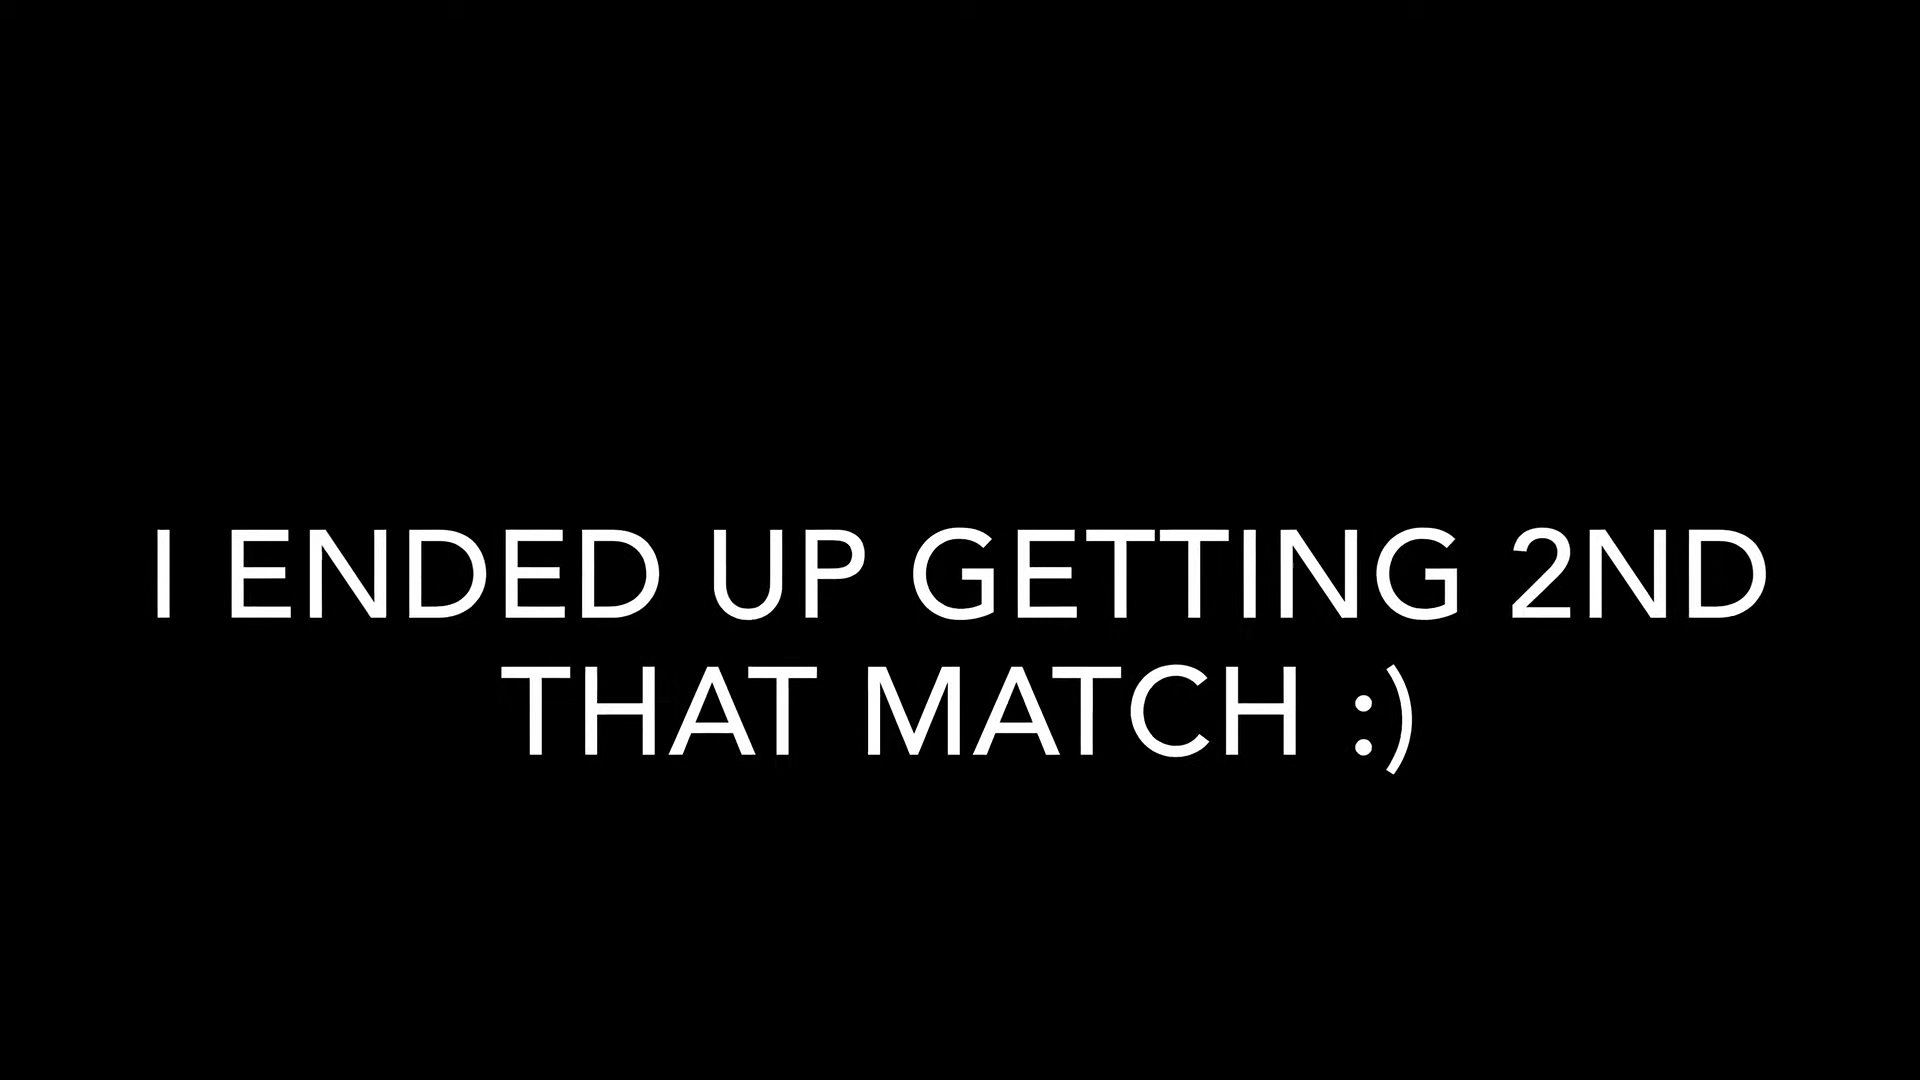 I ENDED UP GETTING 2ND
THAT MATCH :)